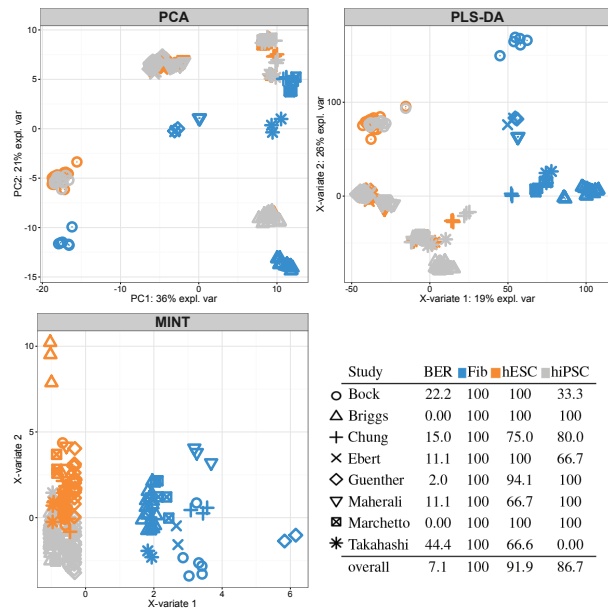 PCA
PC2: 21% expl. var
10
5
0
-5
-10
-15
-20
-10
0
10
PC1: 36% expl. var
PLS-DA
X-variate 2: 26% expl. var
100
0
-50
0
50
100
X-variate 1: 19% expl. var
MINT
X-variate 2
10
5
0
0
2
4
6
X-variate 1
Study BER Fib hESC hiPSC
Bock 22.2 100 100 33.3
Briggs 0.00 100 100 100
Chung 15.0 100 75.0 80.0
Ebert 11.1 100 100 66.7
Guenther 2.0 100 94.1 100
Maherali 11.1 100 66.7 100
Marchetto 0.00 100 100 100
Takahashi 44.4 100 66.6 0.00
overall 7.1 100 91.9 86.7